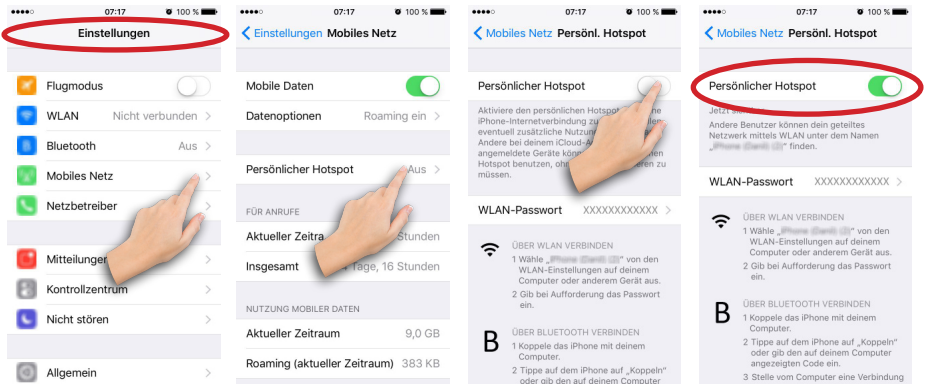 07:17
100 %
Einstellungen
Flugmodus
WLAN Nicht verbunden
Bluetooth Aus
Mobiles Netz
Netzbetreiber
Mitteilungen
Kontrollzentrum
Nicht stören
Allgemein
07:17
100 %
Einstellungen Mobiles Netz
Mobile Daten
Datenoptionen Roaming ein
Persönlicher Hotspot Aus
FÜR ANRUFE
Aktueller Stunden
Insgesamt Tage, 16 Stunden
NUTZUNG MOBILER DATEN
Aktueller Zeitraum 9,0 GB
Roaming (aktueller Zeitraum) 383 KB
07:17
100 %
Mobiles Netz Persönl. Hotspot
Persönlicher Hotspot
Aktiviere den persönlichen
iPhone-Internetverbindung
eventuell zusätzliche
Andere bei deinem
angemeldete Geräte
Hotspot benutzen, zu
müssen.
WLAN-Passwort XXXXXXXXXXXX
ÜBER WLAN VERBINDEN
1 Wähle „ " von den
WLAN-Einstellungen auf deinem
Computer oder anderem Gerät aus.
2 Gib bei Aufforderung das Passwort
ein.
B
ÜBER BLUETOOTH VERBINDEN
1 Koppele das iPhone mit deinem
Computer.
2 Tippe auf dem iPhone auf „Koppeln"
oder gib den auf deinem Computer
07:17
100 %
Mobiles Netz Persönl. Hotspot
Persönlicher Hotspot
Jetzt
Andere Benutzer können dein geteiltes
Netzwerk mittels WLAN unter dem Namen
„ " finden.
WLAN-Passwort XXXXXXXXXXXX
ÜBER WLAN VERBINDEN
1 Wähle „ " von den
WLAN-Einstellungen auf deinem
Computer oder anderem Gerät aus.
2 Gib bei Aufforderung das Passwort
ein.
B
ÜBER BLUETOOTH VERBINDEN
1 Koppele das iPhone mit deinem
Computer.
2 Tippe auf dem iPhone auf „Koppeln"
oder gib den auf deinem Computer
angezeigten Code ein.
3 Stelle vom Computer eine Verbindung